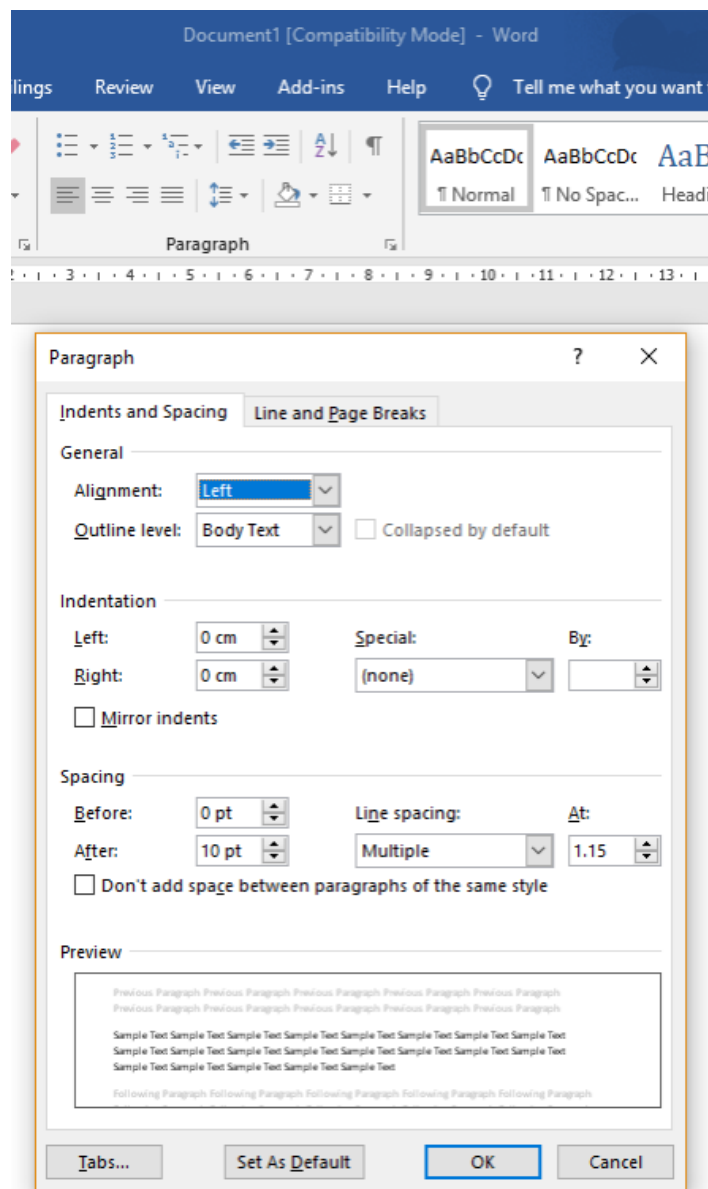 Document1 [Compatibility Mode] - Word
lings Review View Add-ins Help Tell me what you want
AaBbCcDc AaBbCcDc AaB
¶ Normal ¶ No Spac... Headi
Paragraph
2 3 4 5 6 7 8 9 10 11 12 13
Paragraph ? ×
Indents and Spacing Line and Page Breaks
General
Alignment: Left
Outline level: Body Text Collapsed by default
Indentation
Left: 0 cm Special: By:
Right: 0 cm (none)
Mirror indents
Spacing
Before: 0 pt Line spacing: At:
After: 10 pt Multiple 1.15
Don't add space between paragraphs of the same style
Preview
Previous Paragraph Previous Paragraph Previous Paragraph Previous Paragraph Previous Paragraph
Previous Paragraph Previous Paragraph Previous Paragraph Previous Paragraph Previous Paragraph
Sample Text Sample Text Sample Text Sample Text Sample Text Sample Text Sample Text Sample Text
Sample Text Sample Text Sample Text Sample Text Sample Text Sample Text Sample Text Sample Text
Sample Text Sample Text Sample Text Sample Text Sample Text
Following Paragraph Following Paragraph Following Paragraph Following Paragraph Following Paragraph
Tabs... Set As Default OK Cancel